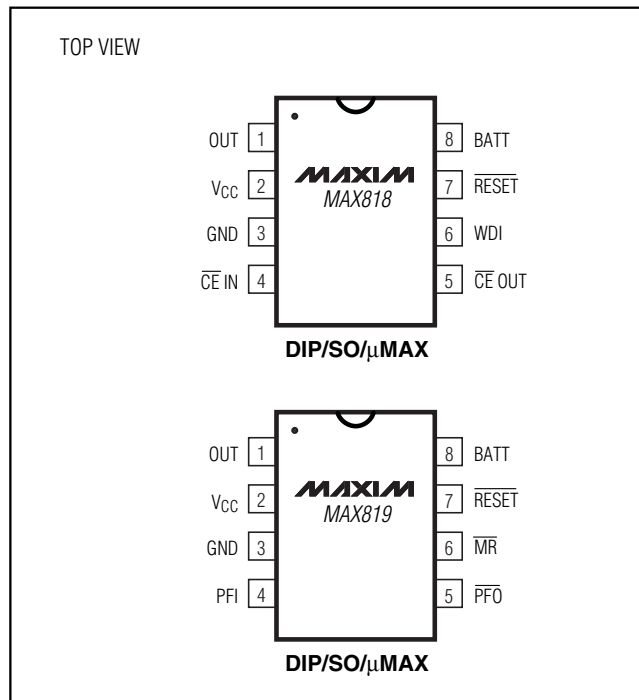 TOP VIEW
OUT 1 8 BATT
VCC 2 MAXIM 7 RESET
MAX818
GND 3 6 WDI
CE IN 4 5 CE OUT
DIP/SO/μMAX
OUT 1 8 BATT
VCC 2 MAXIM 7 RESET
MAX819
GND 3 6 MR
PFI 4 5 PFO
DIP/SO/μMAX